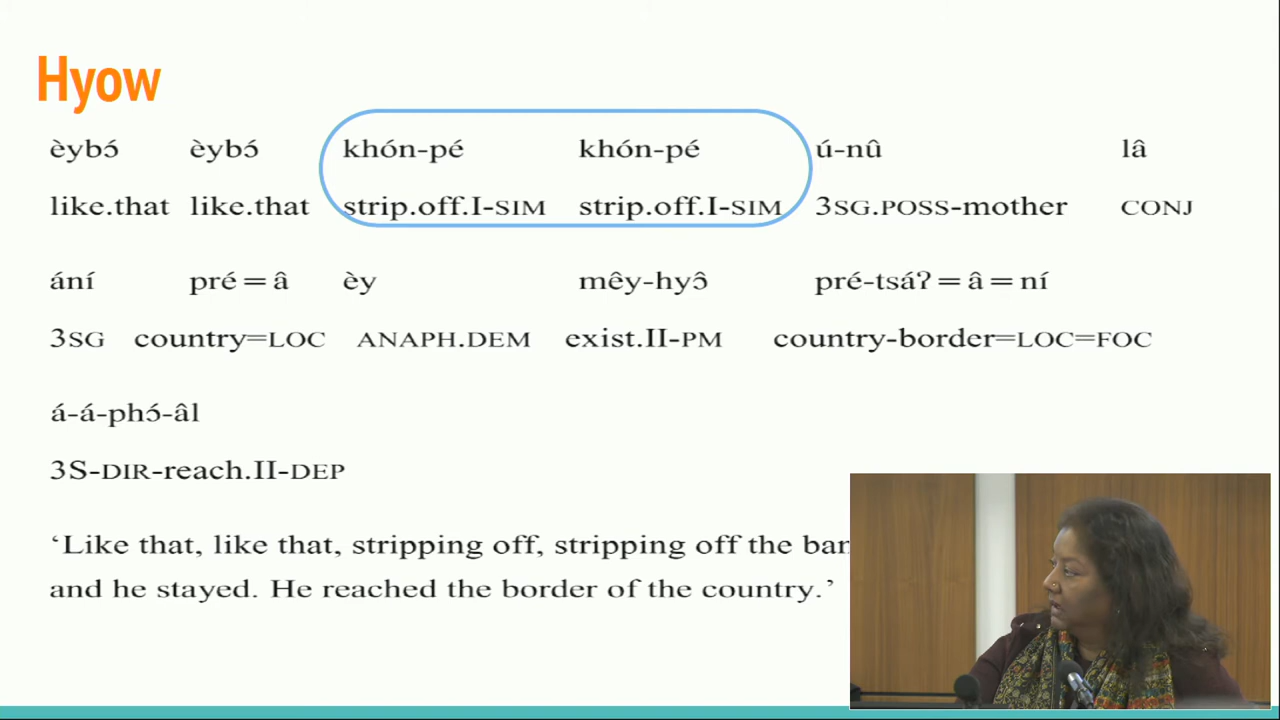 Hyow
èybɔ́ èybɔ́ khón-pé khón-pé ú-nû lâ
like.that like.that strip.off.I-SIM strip.off.I-SIM 3SG.POSS-mother CONJ
ání pré=â èy mêy-hyɔ̂ pré-tsáʔ=â=ní
3SG country=LOC ANAPH.DEM exist.II-PM country-border=LOC=FOC
á-á-phɔ́-âl
3S-DIR-reach.II-DEP
‘Like that, like that, stripping off, stripping off the
and he stayed. He reached the border of the country.’